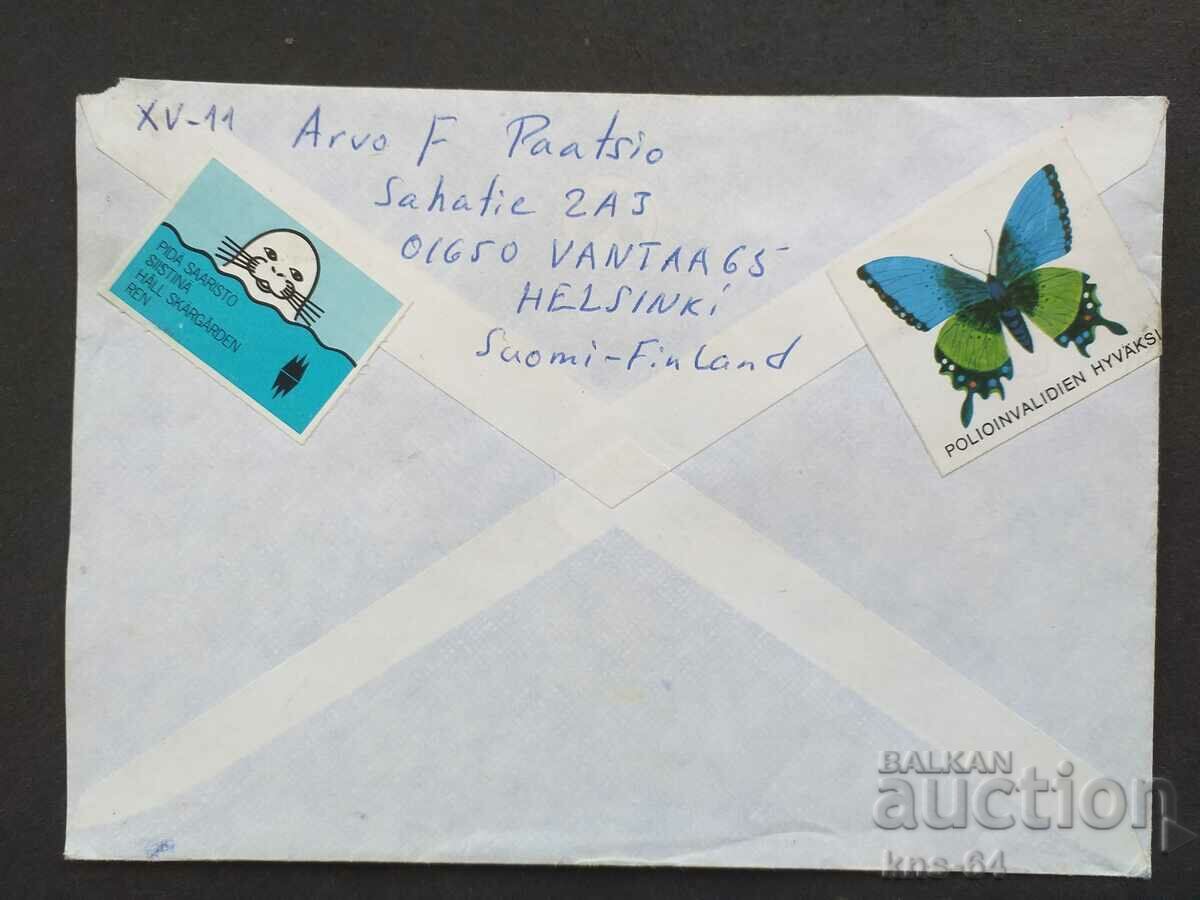 XV-11
Arvo F Paatsio
Sahatie 2A3
01650 VANTAA65
HELSINKi
Suomi-Finland
PIDÄ SAARISTO
SIISTINÄ
HÅLL SKÄRGÅRDEN
REN
POLIOINVALIDIEN HYVÄKSI
BALKAN
auction
kns-64